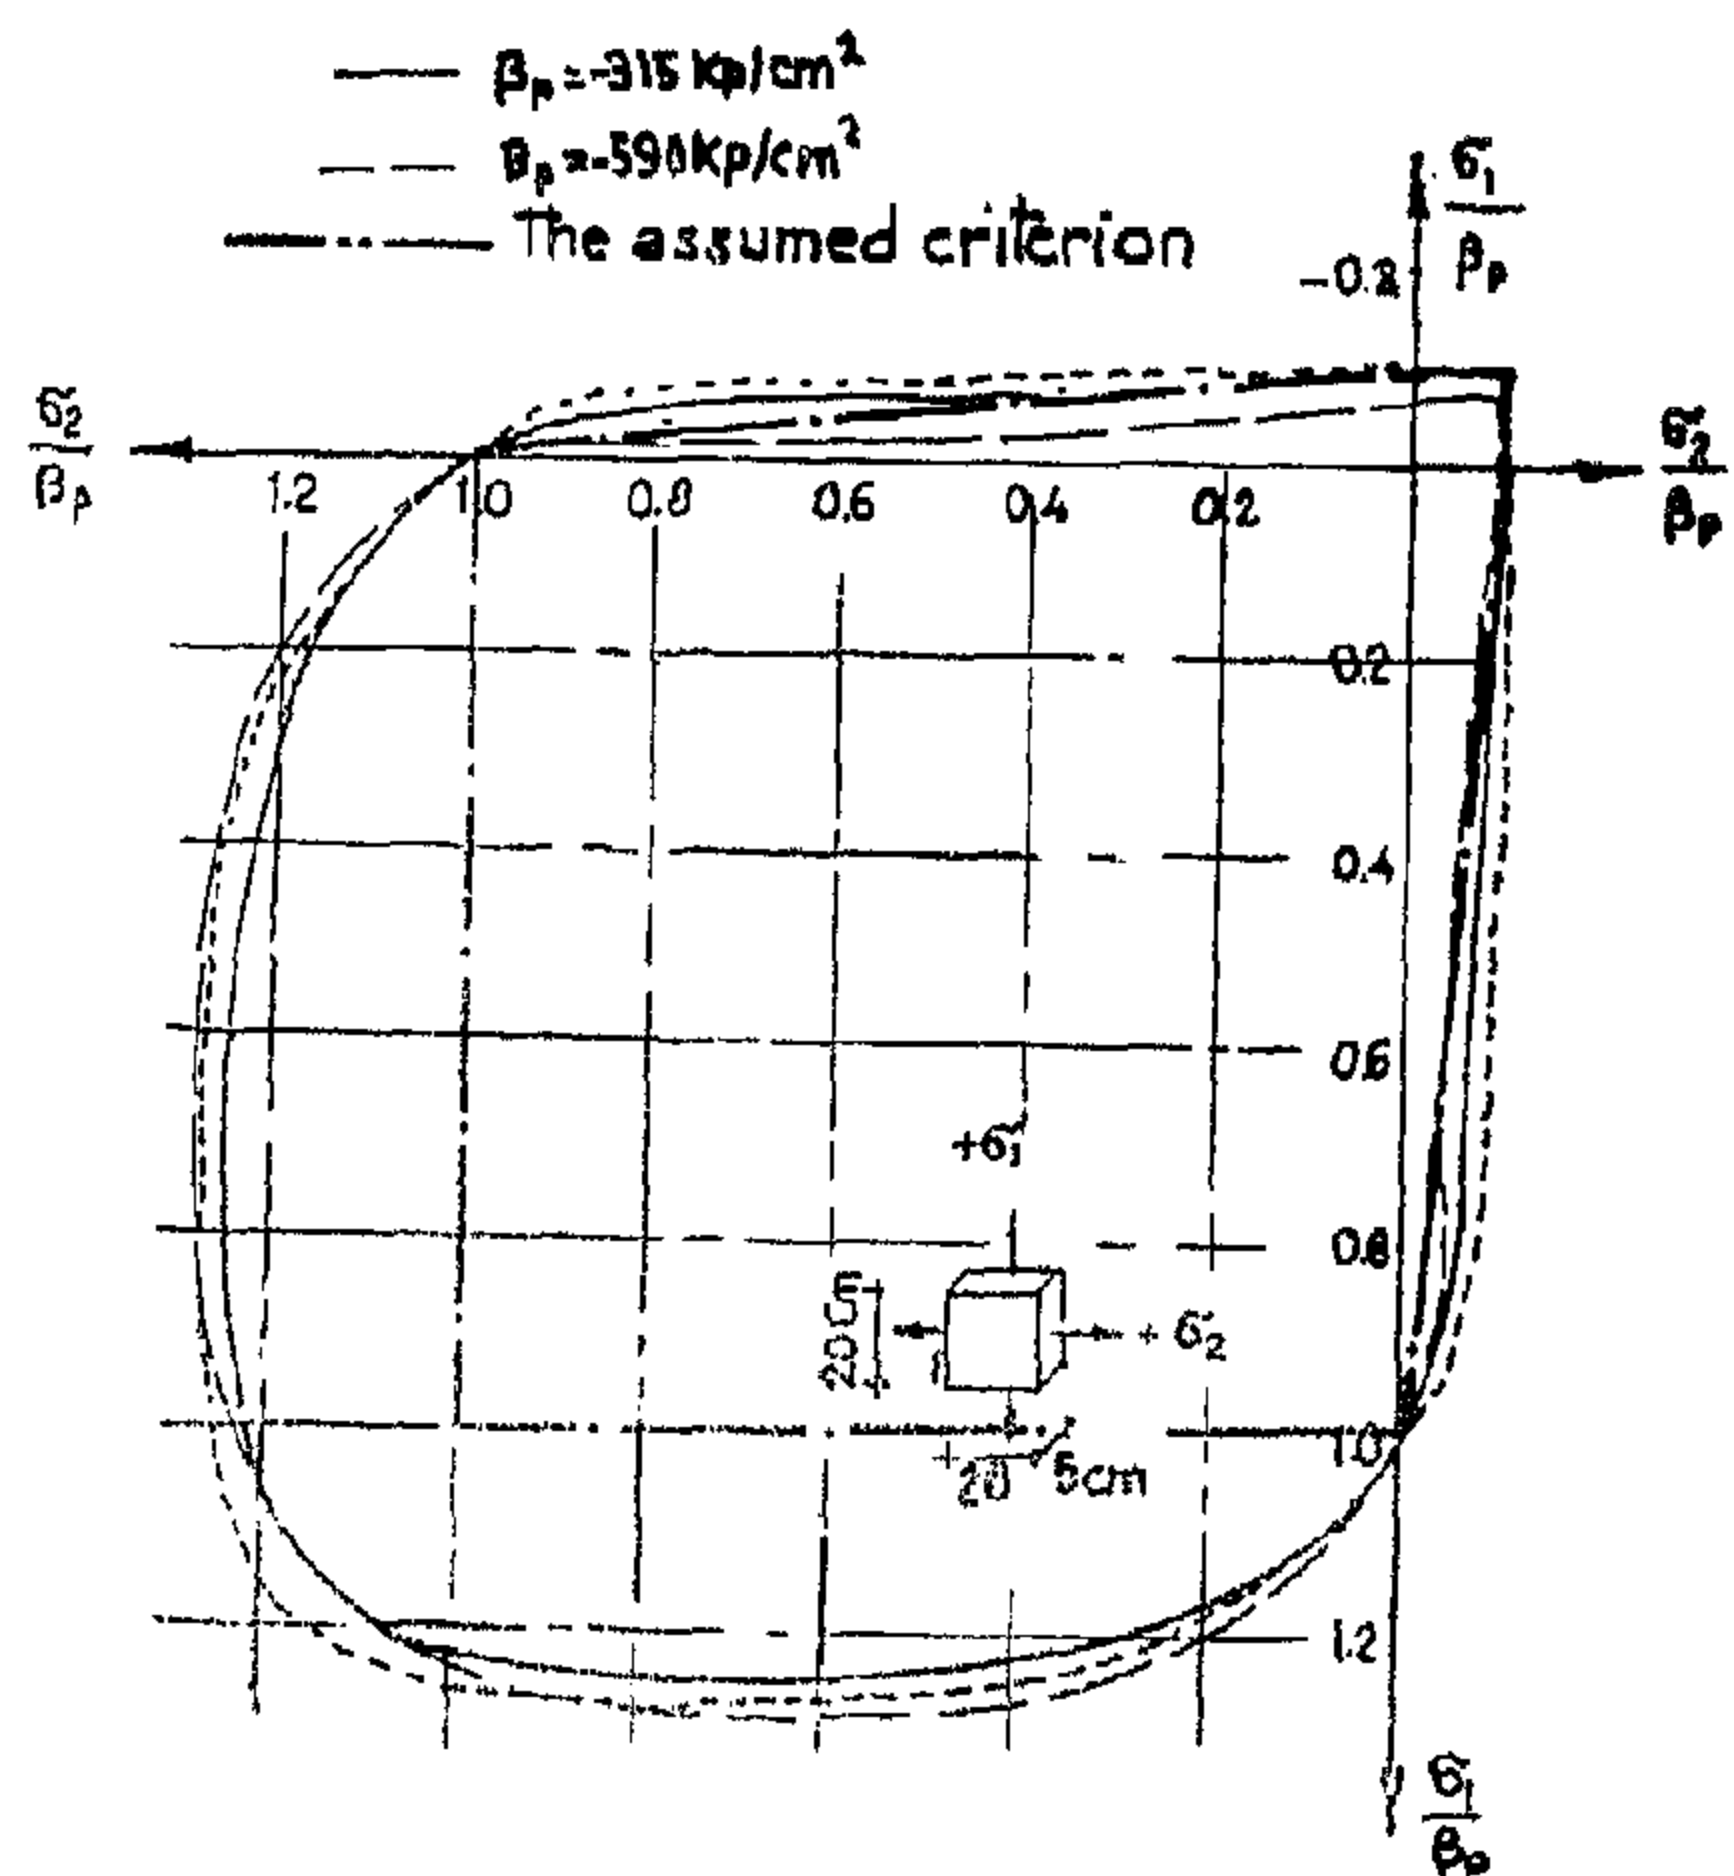 βp = -315 Kp/cm²
βp = -590 Kp/cm²
The assumed criterion
σ1/βp
-0.2
σ2/βp
σ2/βp
1.2 1.0 0.8 0.6 0.4 0.2
0.2
0.4
0.6
+σ1
0.8
20
+ σ2
1.0
20 5cm
1.2
σ1/βp